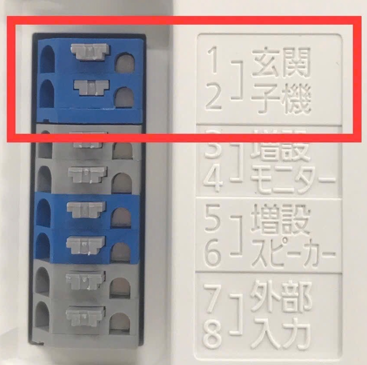 1 玄関
2 子機
3 増設
4 モニター
5 増設
6 スピーカー
7 外部
8 入力